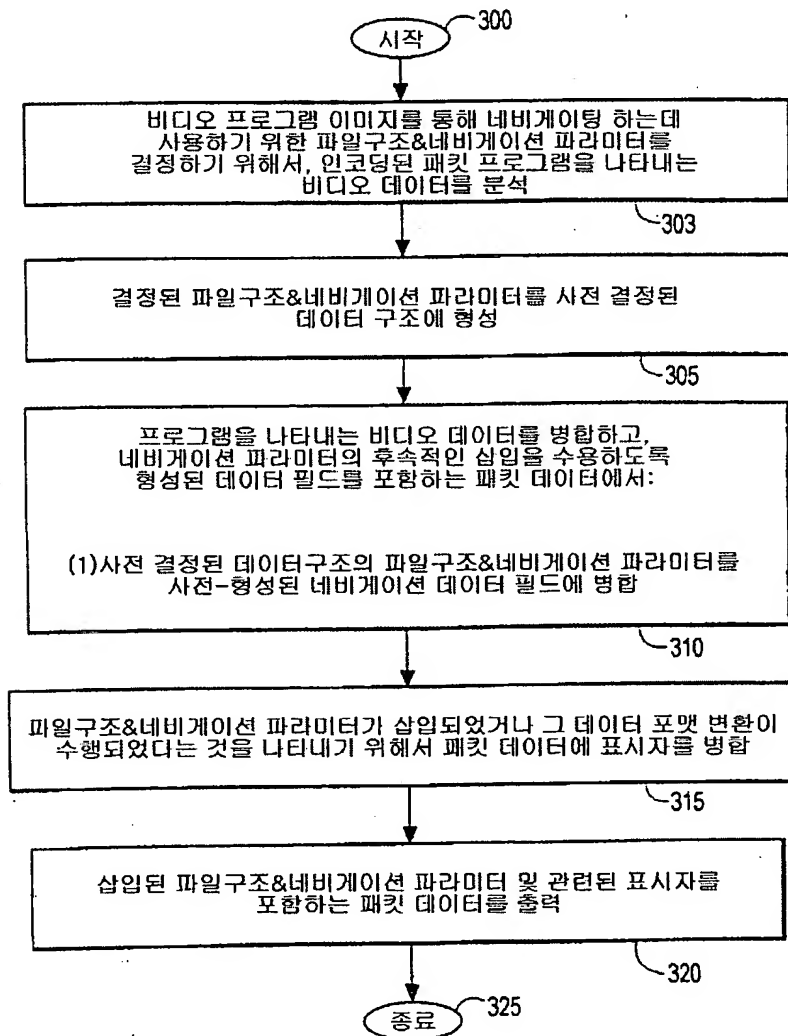 시작
300
비디오 프로그램 이미지를 통해 네비게이팅 하는데
사용하기 위한 파일구조&네비게이션 파라미터를
결정하기 위해서, 인코딩된 패킷 프로그램을 나타내는
비디오 데이터를 분석
303
결정된 파일구조&네비게이션 파라미터를 사전 결정된
데이터 구조에 형성
305
프로그램을 나타내는 비디오 데이터를 병합하고,
네비게이션 파라미터의 후속적인 삽입을 수용하도록
형성된 데이터 필드를 포함하는 패킷 데이터에서:
(1)사전 결정된 데이터구조의 파일구조&네비게이션 파라미터를
사전-형성된 네비게이션 데이터 필드에 병합
310
파일구조&네비게이션 파라미터가 삽입되었거나 그 데이터 포맷 변환이
수행되었다는 것을 나타내기 위해서 패킷 데이터에 표시자를 병합
315
삽입된 파일구조&네비게이션 파라미터 및 관련된 표시자를
포함하는 패킷 데이터를 출력
320
종료
325